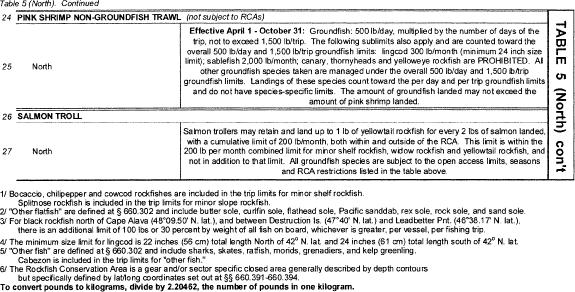 Table 5 (North). Continued
24 PINK SHRIMP NON-GROUNDFISH TRAWL (not subject to RCAs)
Effective April 1 - October 31: Groundfish: 500 lb/day, multiplied by the number of days of the
trip, not to exceed 1,500 lb/trip. The following sublimits also apply and are counted toward the
overall 500 lb/day and 1,500 lb/trip groundfish limits: lingcod 300 lb/month (minimum 24 inch size
limit); sablefish 2,000 lb/month; canary, thornyheads and yelloweye rockfish are PROHIBITED. All
25 North other groundfish species taken are managed under the overall 500 lb/day and 1,500 lb/trip
groundfish limits. Landings of these species count toward the per day and per trip groundfish limits
and do not have species-specific limits. The amount of groundfish landed may not exceed the
amount of pink shrimp landed.
26 SALMON TROLL
Salmon trollers may retain and land up to 1 lb of yellowtail rockfish for every 2 lbs of salmon landed,
with a cumulative limit of 200 lb/month, both within and outside of the RCA. This limit is within the
27 North 200 lb per month combined limit for minor shelf rockfish, widow rockfish and yellowtail rockfish, and
not in addition to that limit. All groundfish species are subject to the open access limits, seasons
and RCA restrictions listed in the table above.
TABLE 5 (North) con't
1/ Bocaccio, chilipepper and cowcod rockfishes are included in the trip limits for minor shelf rockfish.
Splitnose rockfish is included in the trip limits for minor slope rockfish.
2/ "Other flatfish" are defined at § 660.302 and include butter sole, curlfin sole, flathead sole, Pacific sanddab, rex sole, rock sole, and sand sole.
3/ For black rockfish north of Cape Alava (48°09.50' N. lat.), and between Destruction Is. (47°40' N. lat.) and Leadbetter Pnt. (46°38.17' N. lat.),
there is an additional limit of 100 lbs or 30 percent by weight of all fish on board, whichever is greater, per vessel, per fishing trip.
4/ The minimum size limit for lingcod is 22 inches (56 cm) total length North of 42° N. lat. and 24 inches (61 cm) total length south of 42° N. lat.
5/ "Other fish" are defined at § 660.302 and include sharks, skates, ratfish, morids, grenadiers, and kelp greenling.
Cabezon is included in the trip limits for "other fish."
6/ The Rockfish Conservation Area is a gear and/or sector specific closed area generally described by depth contours
but specifically defined by lat/long coordinates set out at §§ 660.391-660.394.
To convert pounds to kilograms, divide by 2.20462, the number of pounds in one kilogram.